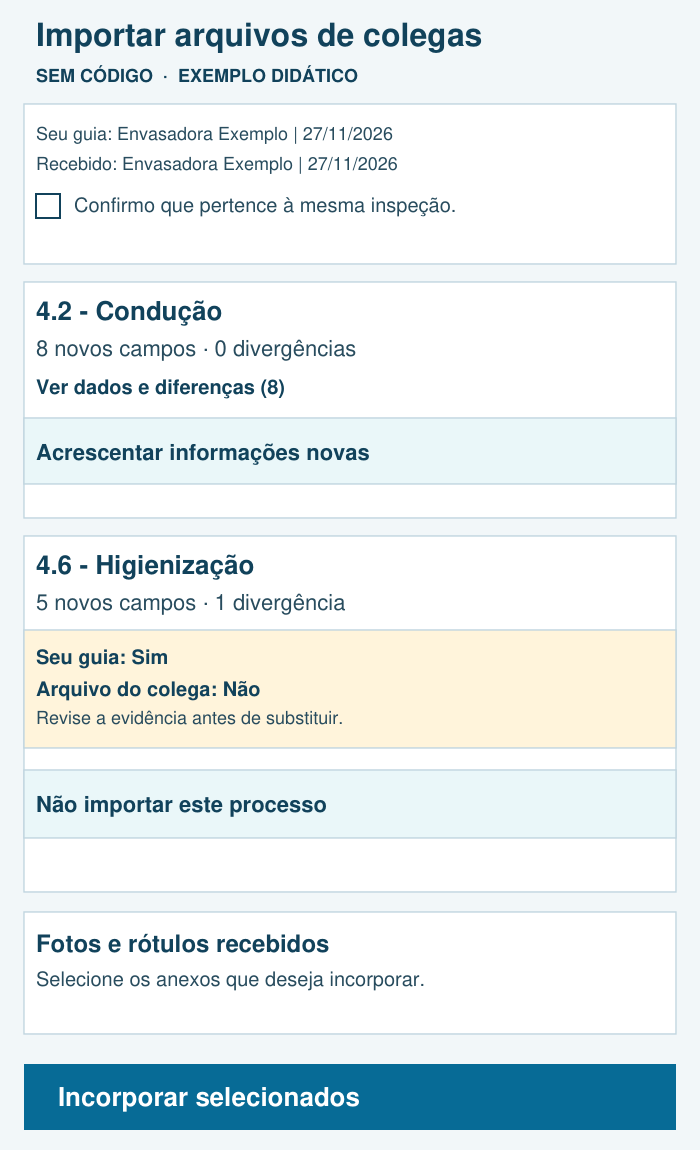 Importar arquivos de colegas
SEM CÓDIGO · EXEMPLO DIDÁTICO
Seu guia: Envasadora Exemplo | 27/11/2026
Recebido: Envasadora Exemplo | 27/11/2026
Confirmo que pertence à mesma inspeção.
4.2 - Condução
8 novos campos · 0 divergências
Ver dados e diferenças (8)
Acrescentar informações novas
4.6 - Higienização
5 novos campos · 1 divergência
Seu guia: Sim
Arquivo do colega: Não
Revise a evidência antes de substituir.
Não importar este processo
Fotos e rótulos recebidos
Selecione os anexos que deseja incorporar.
Incorporar selecionados